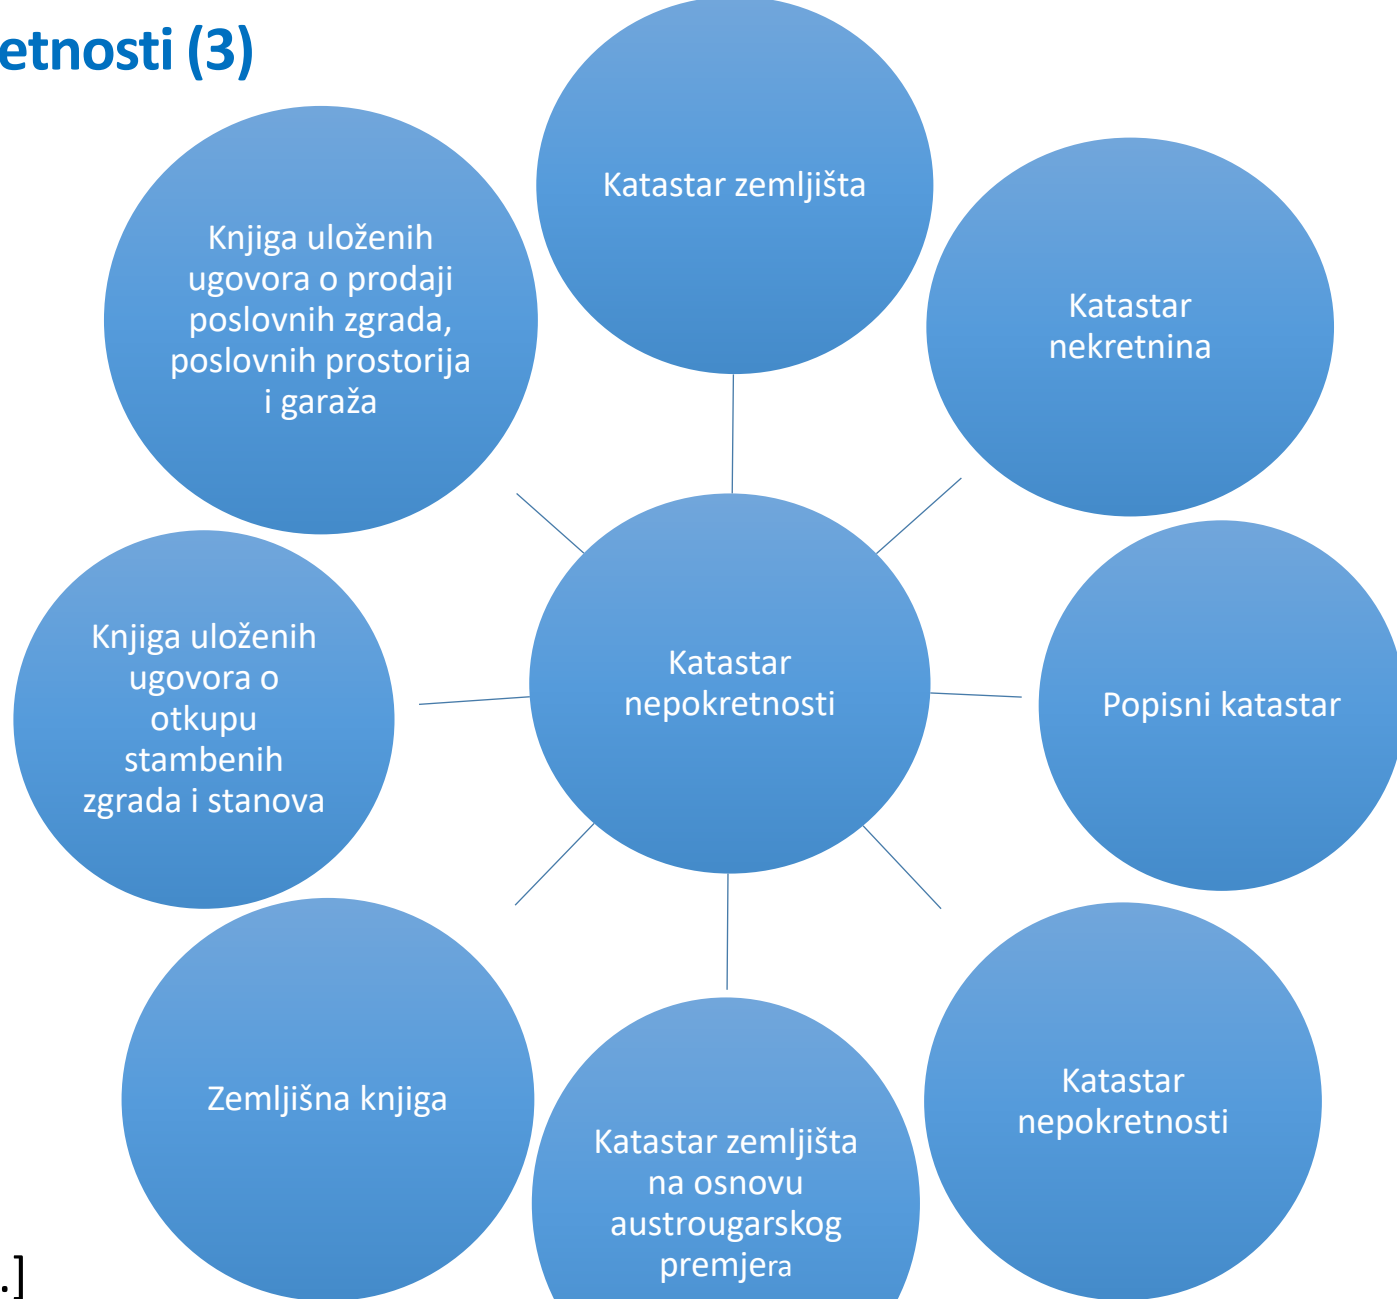 etnosti (3)
Katastar zemljišta
Knjiga uloženih
ugovora o prodaji
poslovnih zgrada,
poslovnih prostorija
i garaža
Katastar
nekretnina
Knjiga uloženih
ugovora o
otkupu
stambenih
zgrada i stanova
Katastar
nepokretnosti
Popisni katastar
Zemljišna knjiga
Katastar zemljišta
na osnovu
austrougarskog
premjera
Katastar
nepokretnosti
.]